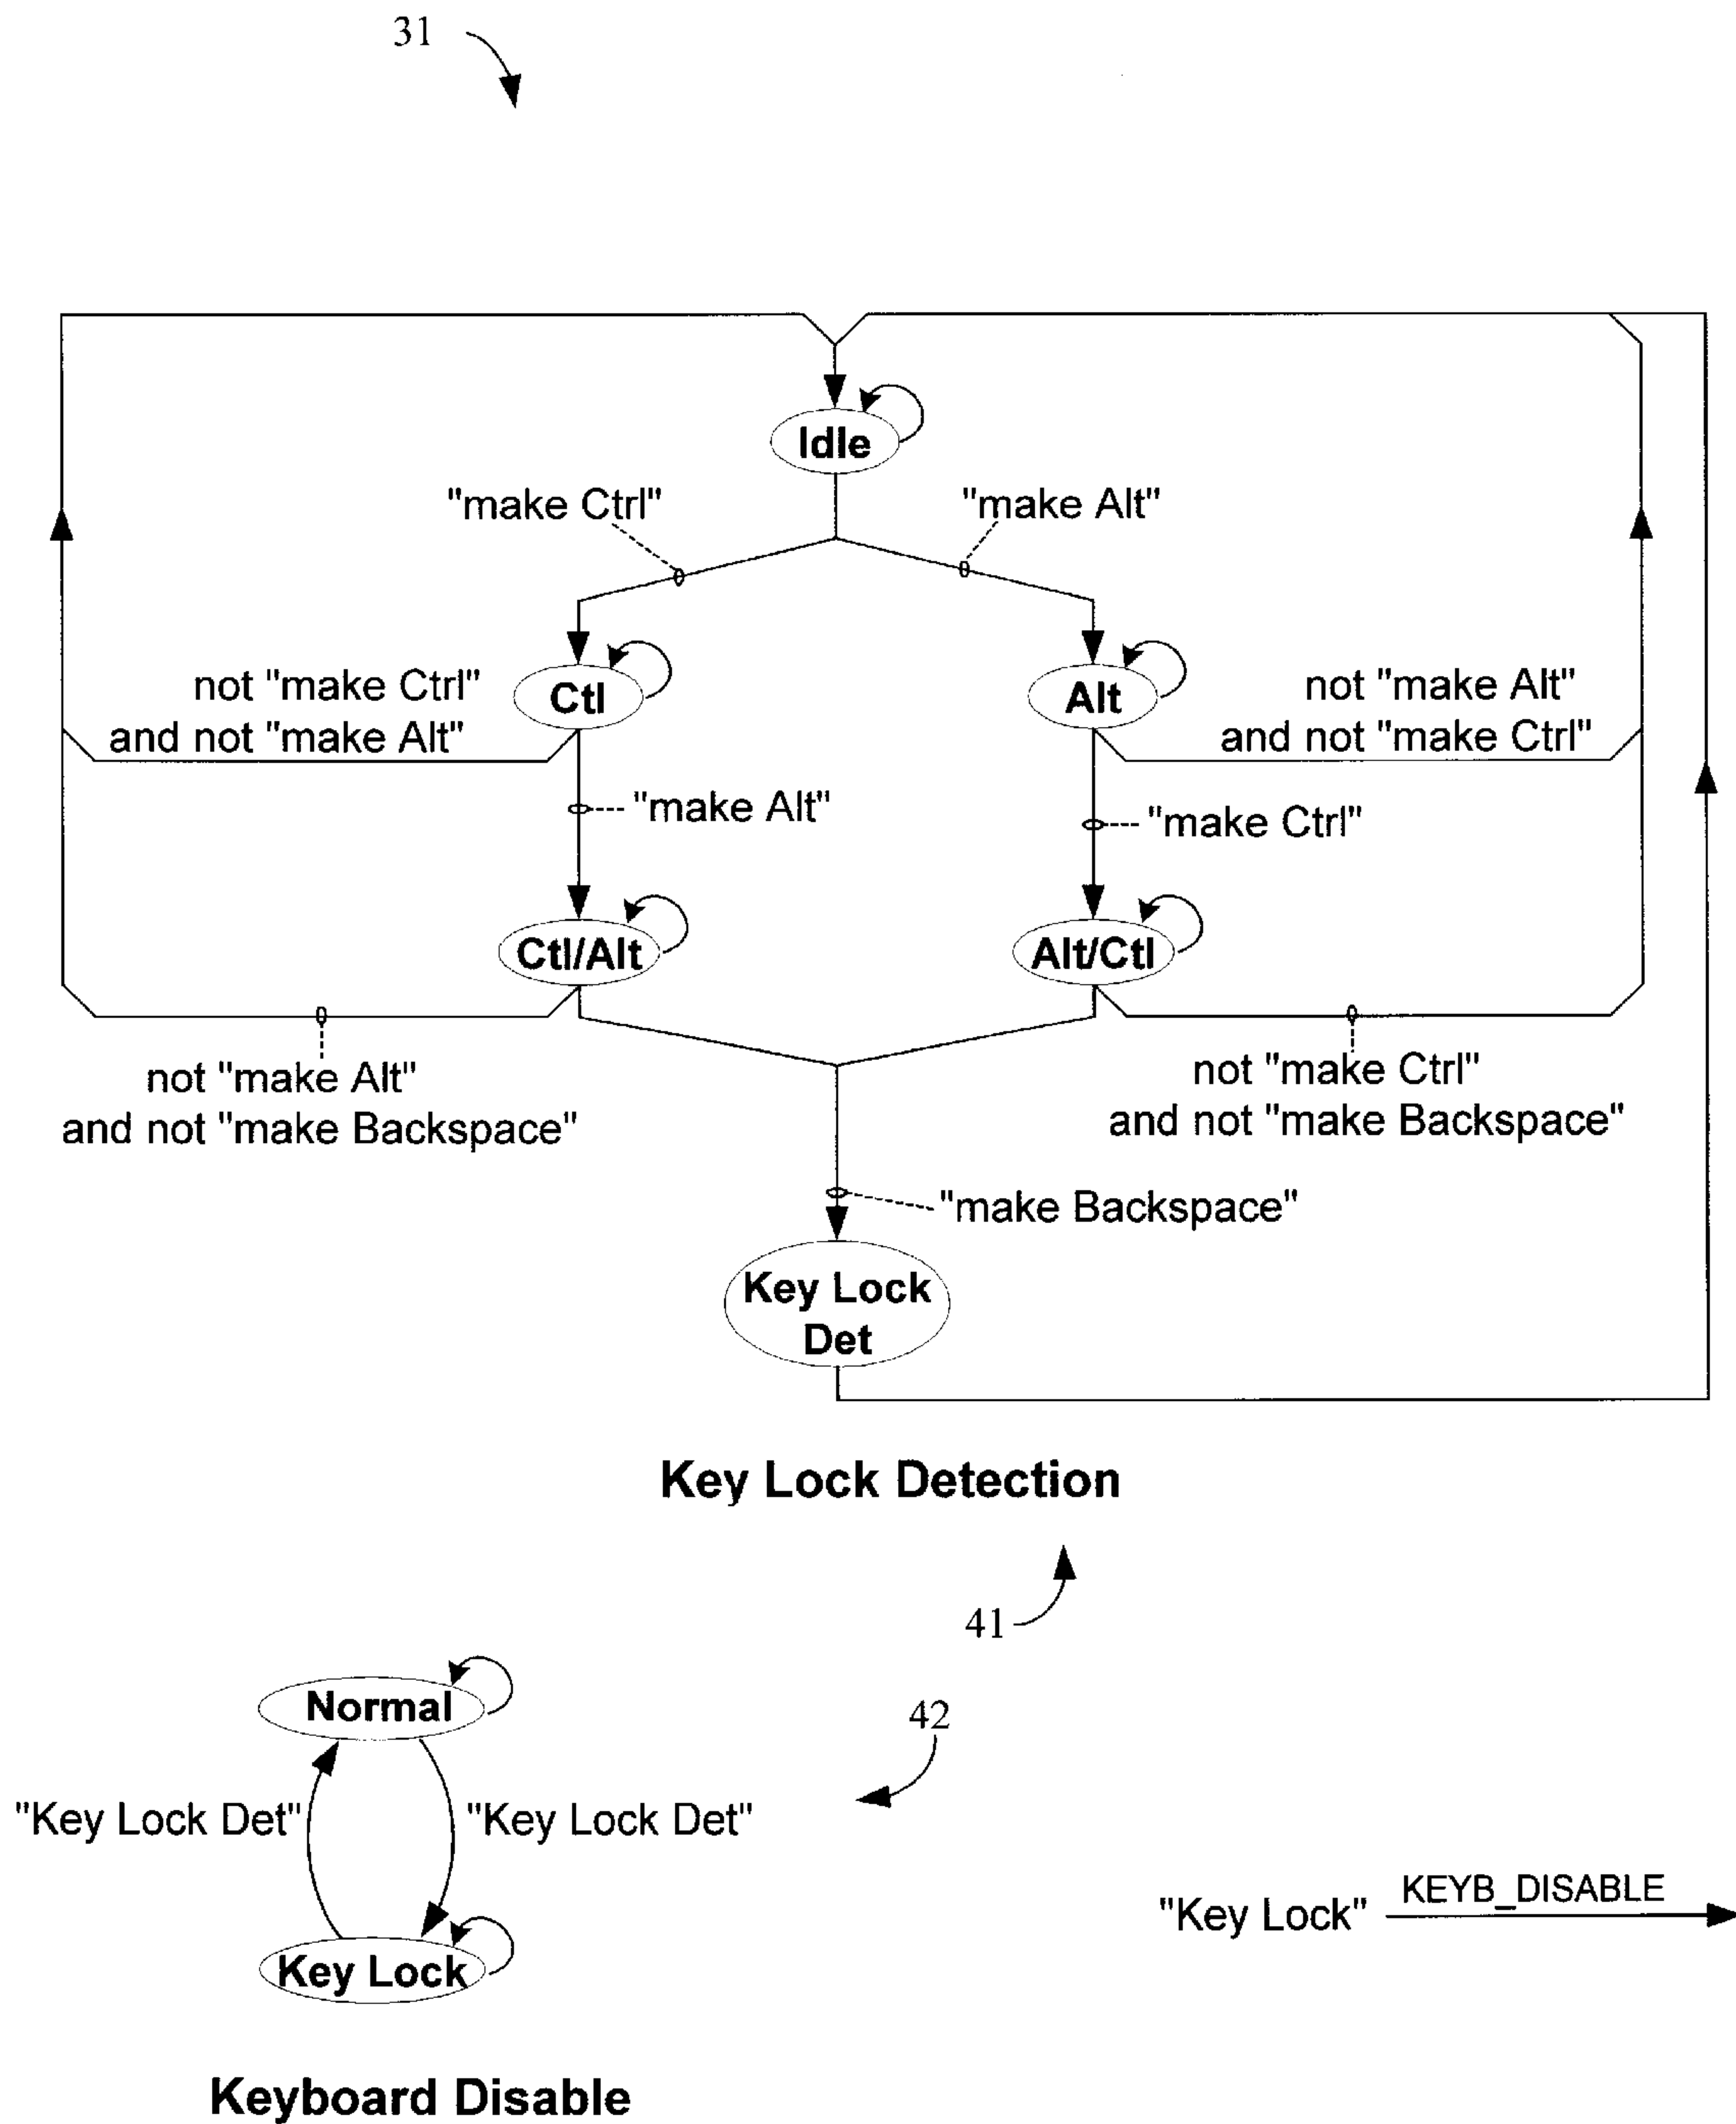 31
Idle
"make Ctrl"
"make Alt"
not "make Ctrl"
and not "make Alt"
Ctl
Alt
not "make Alt"
and not "make Ctrl"
"make Alt"
"make Ctrl"
Ctl/Alt
Alt/Ctl
not "make Alt"
and not "make Backspace"
not "make Ctrl"
and not "make Backspace"
"make Backspace"
Key Lock
Det
Key Lock Detection
41
Normal
42
"Key Lock Det"
"Key Lock Det"
Key Lock
"Key Lock"
KEYB_DISABLE
Keyboard Disable